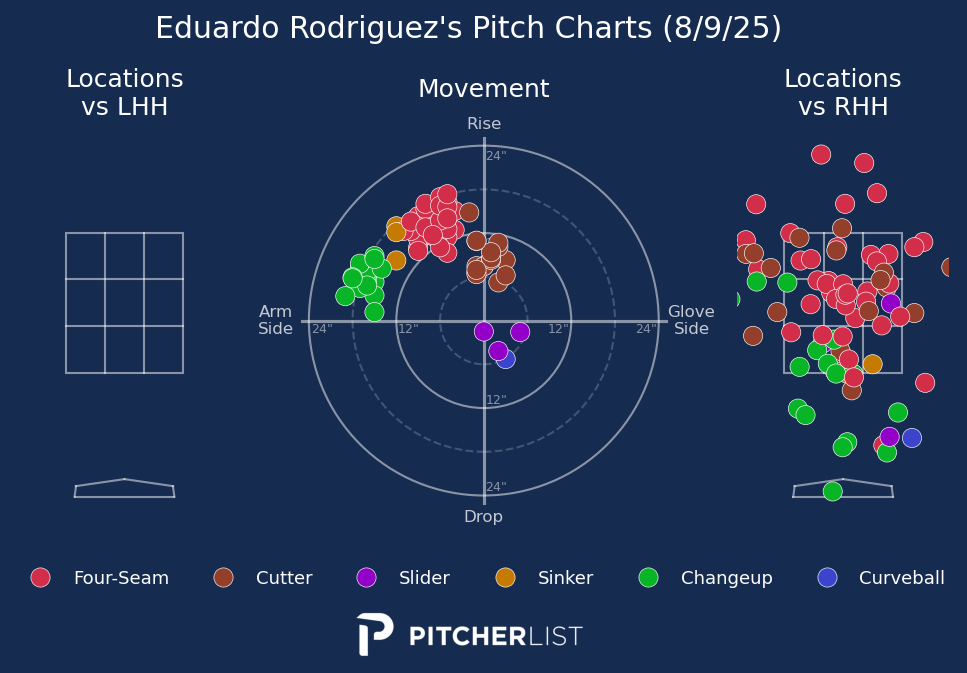 Eduardo Rodriguez's Pitch Charts (8/9/25)
Locations
vs LHH
Movement
Locations
vs RHH
Rise
24"
Arm
Side
24"
12"
12"
24"
Glove
Side
12"
24"
Drop
Four-Seam
Cutter
Slider
Sinker
Changeup
Curveball
PITCHERLIST